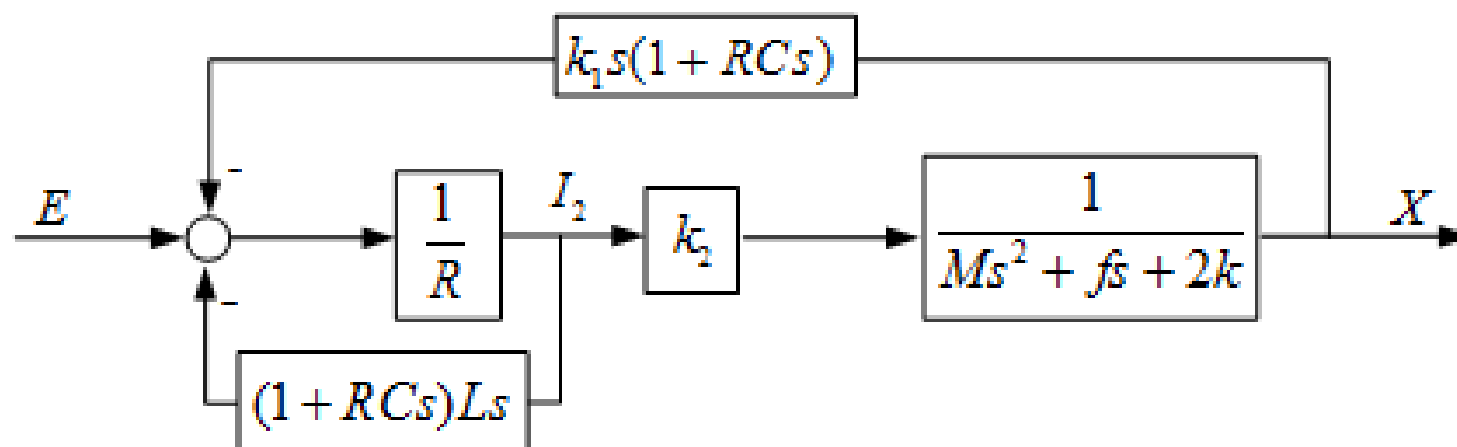 k₁s(1 + RCs)
-
E
1/R
I₂
k₂
1/(Ms² + fs + 2k)
X
-
(1 + RCs)Ls